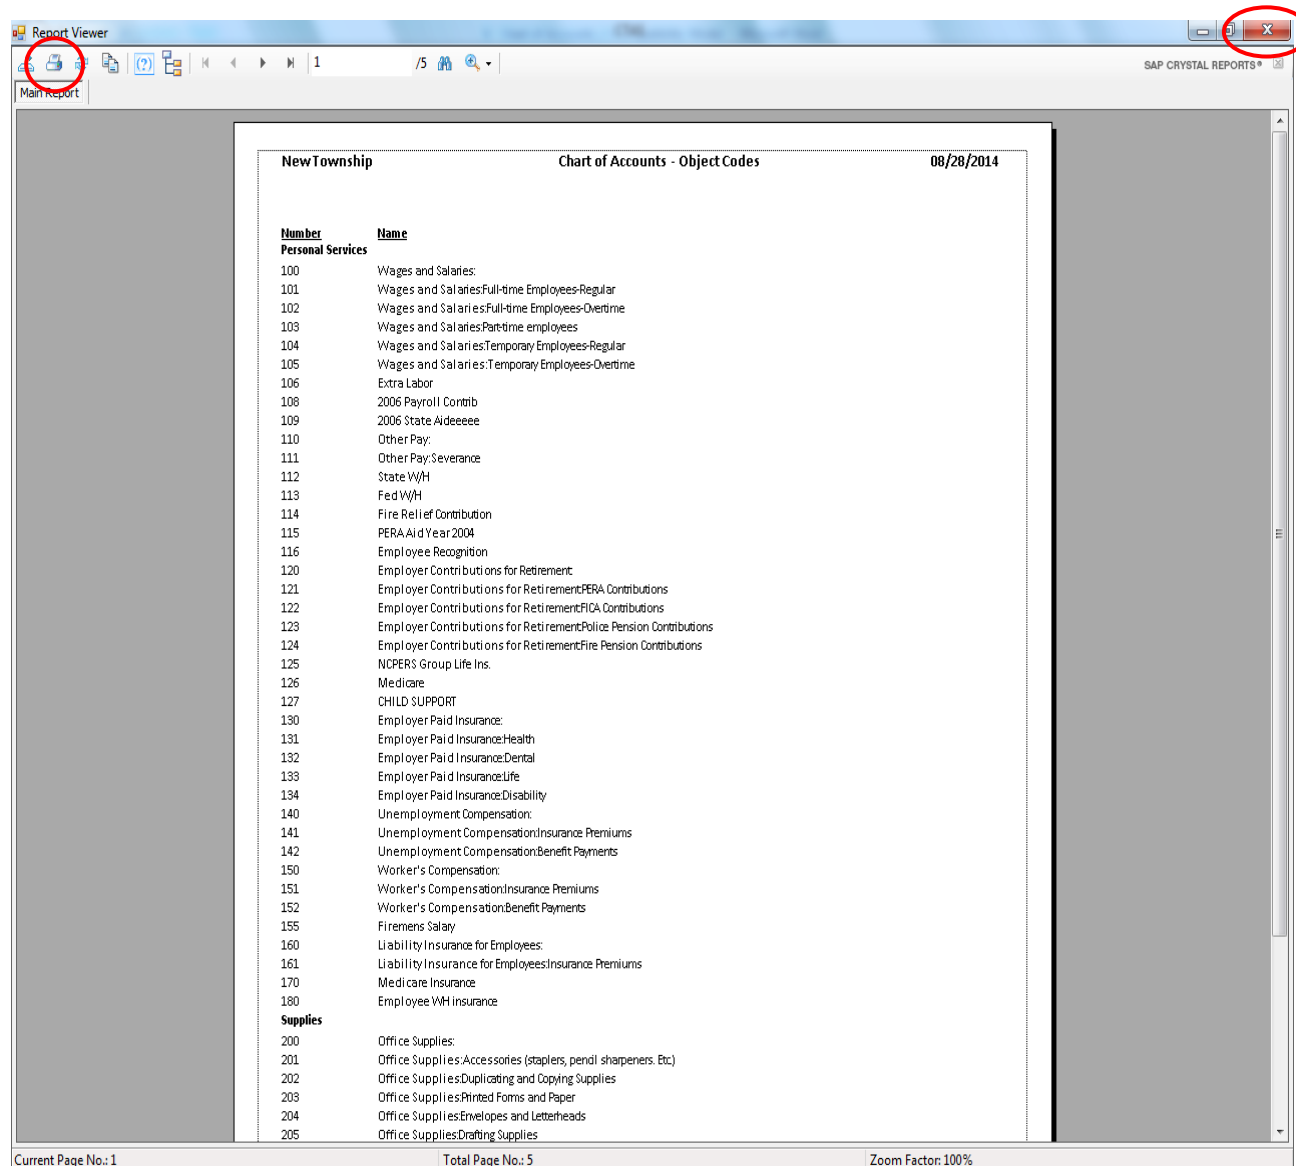 Report Viewer
1 /5 SAP CRYSTAL REPORTS®
Main Report
New Township Chart of Accounts - Object Codes 08/28/2014
Number Name
Personal Services
100 Wages and Salaries:
101 Wages and Salaries:Full-time Employees-Regular
102 Wages and Salaries:Full-time Employees-Overtime
103 Wages and Salaries:Part-time employees
104 Wages and Salaries:Temporary Employees-Regular
105 Wages and Salaries:Temporary Employees-Overtime
106 Extra Labor
108 2006 Payroll Contrib
109 2006 State Aideeeee
110 Other Pay:
111 Other Pay:Severance
112 State W/H
113 Fed W/H
114 Fire Relief Contribution
115 PERA Aid Year 2004
116 Employee Recognition
120 Employer Contributions for Retirement:
121 Employer Contributions for Retirement:PERA Contributions
122 Employer Contributions for Retirement:FICA Contributions
123 Employer Contributions for Retirement:Police Pension Contributions
124 Employer Contributions for Retirement:Fire Pension Contributions
125 NCPERS Group Life Ins.
126 Medicare
127 CHILD SUPPORT
130 Employer Paid Insurance:
131 Employer Paid Insurance:Health
132 Employer Paid Insurance:Dental
133 Employer Paid Insurance:Life
134 Employer Paid Insurance:Disability
140 Unemployment Compensation:
141 Unemployment Compensation:Insurance Premiums
142 Unemployment Compensation:Benefit Payments
150 Worker's Compensation:
151 Worker's Compensation:Insurance Premiums
152 Worker's Compensation:Benefit Payments
155 Firemens Salary
160 Liability Insurance for Employees:
161 Liability Insurance for Employees:Insurance Premiums
170 Medicare Insurance
180 Employee WH insurance
Supplies
200 Office Supplies:
201 Office Supplies:Accessories (staplers, pencil sharpeners. Etc.)
202 Office Supplies:Duplicating and Copying Supplies
203 Office Supplies:Printed Forms and Paper
204 Office Supplies:Envelopes and Letterheads
205 Office Supplies:Drafting Supplies
Current Page No.: 1 Total Page No.: 5 Zoom Factor: 100%